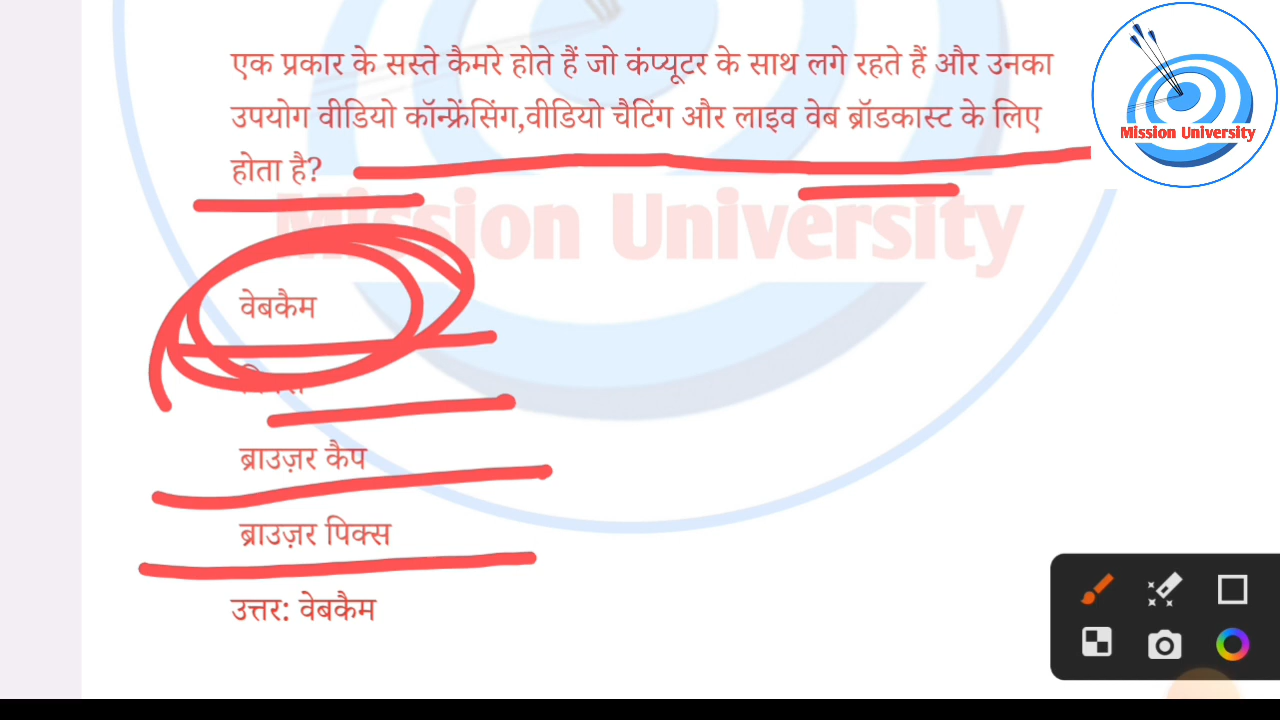 एक प्रकार के सस्ते कैमरे होते हैं जो कंप्यूटर के साथ लगे रहते हैं और उनका
उपयोग वीडियो कॉन्फ्रेंसिंग,वीडियो चैटिंग और लाइव वेब ब्रॉडकास्ट के लिए
होता है?
Mission University
Mission University
वेबकैम
ब्राउज़र कैप
ब्राउज़र पिक्स
उत्तर: वेबकैम